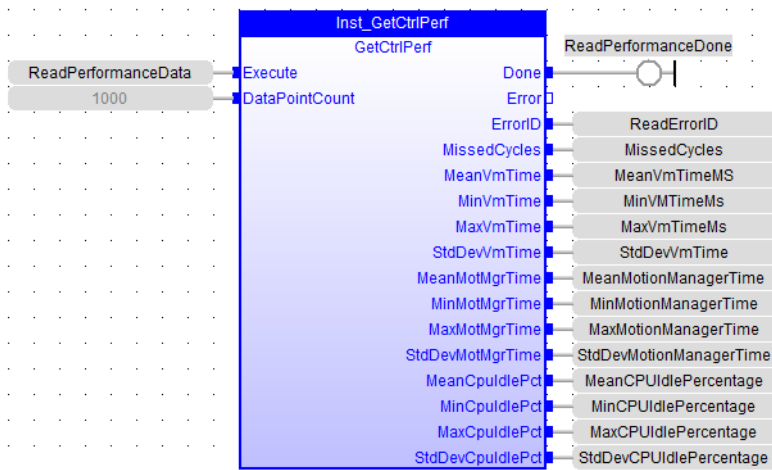 Inst_GetCtrlPerf
GetCtrlPerf
ReadPerformanceDone
ReadPerformanceData Execute Done
1000 DataPointCount Error
ErrorID ReadErrorID
MissedCycles MissedCycles
MeanVmTime MeanVmTimeMS
MinVmTime MinVMTimeMs
MaxVmTime MaxVmTimeMs
StdDevVmTime StdDevVmTime
MeanMotMgrTime MeanMotionManagerTime
MinMotMgrTime MinMotionManagerTime
MaxMotMgrTime MaxMotionManagerTime
StdDevMotMgrTime StdDevMotionManagerTime
MeanCpuIdlePct MeanCPUIdlePercentage
MinCpuIdlePct MinCPUIdlePercentage
MaxCpuIdlePct MaxCPUIdlePercentage
StdDevCpuIdlePct StdDevCPUIdlePercentage